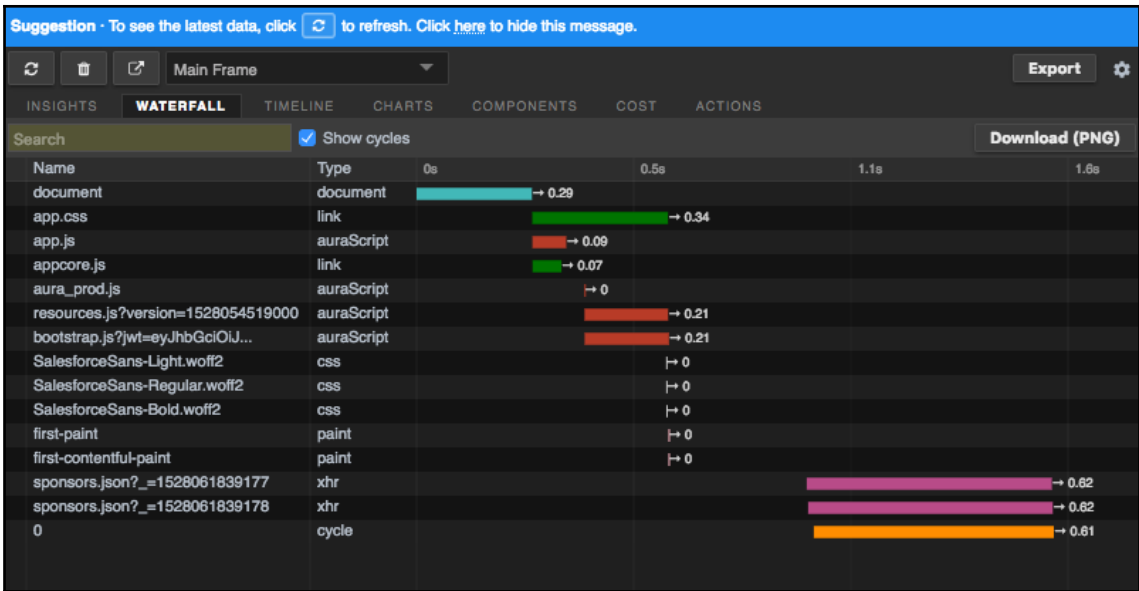 Suggestion · To see the latest data, click to refresh. Click here to hide this message.
Main Frame Export
INSIGHTS WATERFALL TIMELINE CHARTS COMPONENTS COST ACTIONS
Search Show cycles Download (PNG)
Name Type 0s 0.5s 1.1s 1.6s
document document → 0.29
app.css link → 0.34
app.js auraScript → 0.09
appcore.js link → 0.07
aura_prod.js auraScript → 0
resources.js?version=1528054519000 auraScript → 0.21
bootstrap.js?jwt=eyJhbGciOiJ... auraScript → 0.21
SalesforceSans-Light.woff2 css → 0
SalesforceSans-Regular.woff2 css → 0
SalesforceSans-Bold.woff2 css → 0
first-paint paint → 0
first-contentful-paint paint → 0
sponsors.json?_=1528061839177 xhr → 0.62
sponsors.json?_=1528061839178 xhr → 0.62
0 cycle → 0.61